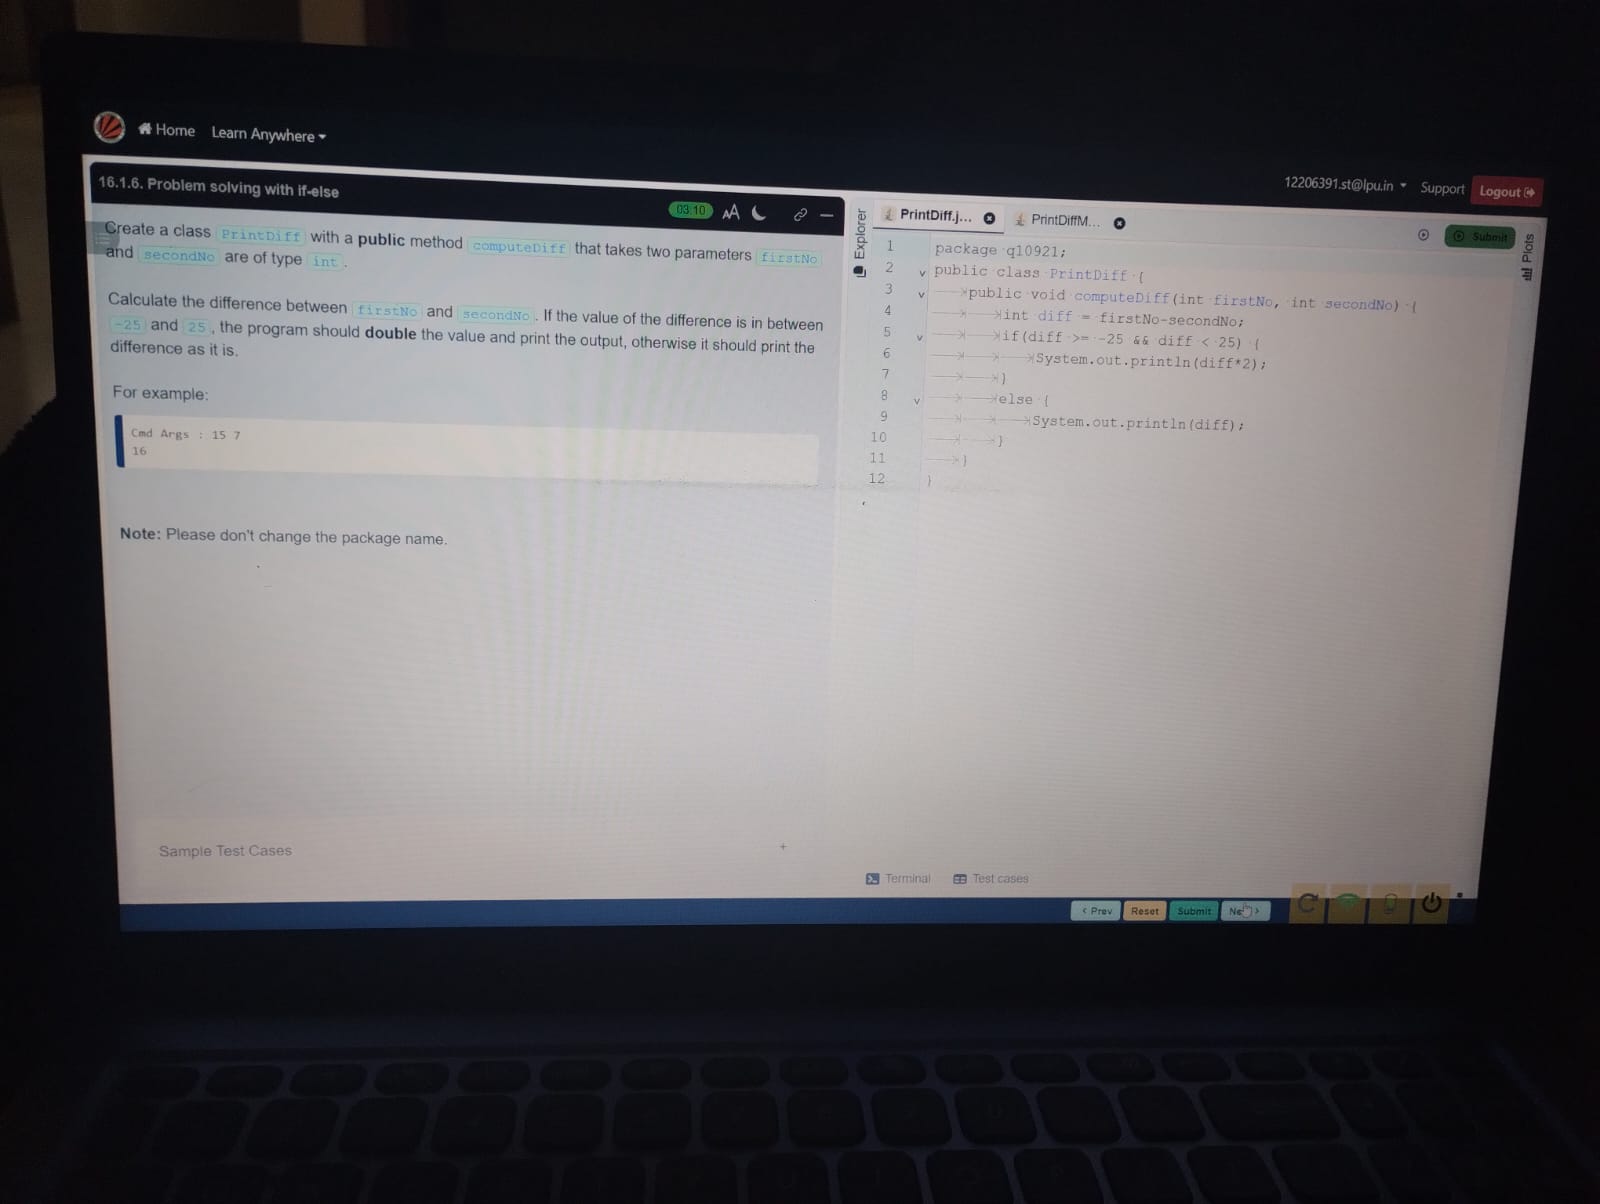 Home Learn Anywhere
12206391.st@lpu.in Support Logout
16.1.6. Problem solving with if-else
03:10 AA
Create a class PrintDiff with a public method computeDiff that takes two parameters firstNo
and secondNo are of type int.
Calculate the difference between firstNo and secondNo. If the value of the difference is in between
-25 and 25, the program should double the value and print the output, otherwise it should print the
difference as it is.
For example:
Cmd Args : 15 7
16
Note: Please don't change the package name.
Sample Test Cases
+
Explorer
PrintDiff.j... PrintDiffM...
Submit
Plots
1 package q10921;
2 public class PrintDiff {
3 public void computeDiff(int firstNo, int secondNo) {
4 int diff = firstNo-secondNo;
5 if(diff >= -25 && diff < 25) {
6 System.out.println(diff*2);
7 }
8 else {
9 System.out.println(diff);
10 }
11 }
12 }
Terminal Test cases
< Prev Reset Submit